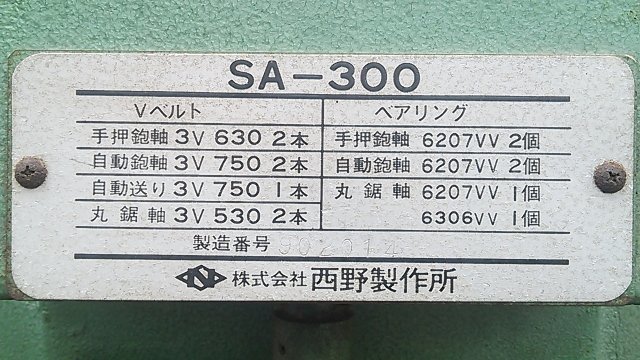 SA-300
Vベルト ベアリング
手押鉋軸 3V 630 2本 手押鉋軸 6207VV 2個
自動鉋軸 3V 750 2本 自動鉋軸 6207VV 2個
自動送り 3V 750 1本 丸鋸軸 6207VV 1個
丸鋸軸 3V 530 2本 6306VV 1個
製造番号
株式会社 西野製作所